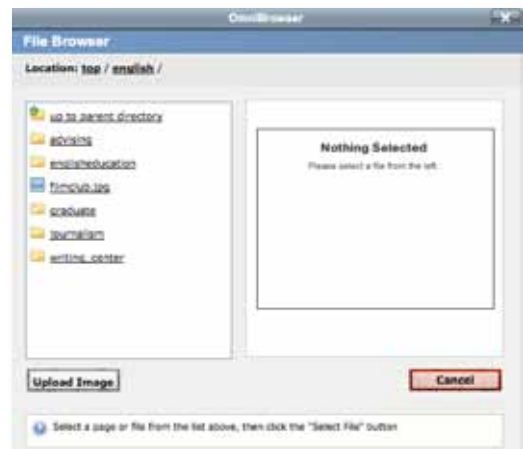 OmniBrowser
File Browser
Location: top / english /
up to parent directory
advising
englisheducation
filmclub.jpg
graduate
journalism
writing_center
Nothing Selected
Please select a file from the left
Upload Image
Cancel
Select a page or file from the list above, then click the "Select File" button